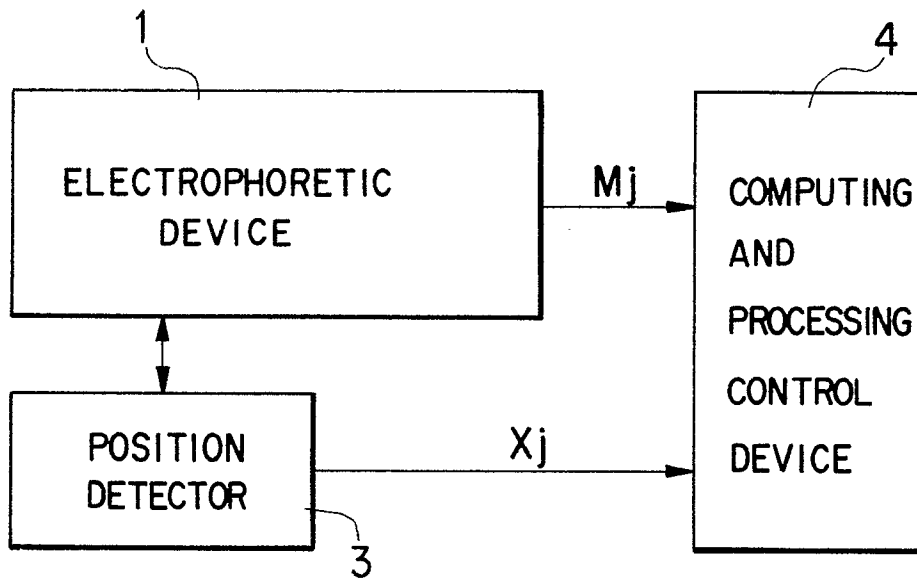 1
4
ELECTROPHORETIC
DEVICE
Mj
COMPUTING
AND
PROCESSING
CONTROL
DEVICE
POSITION
DETECTOR
Xj
3